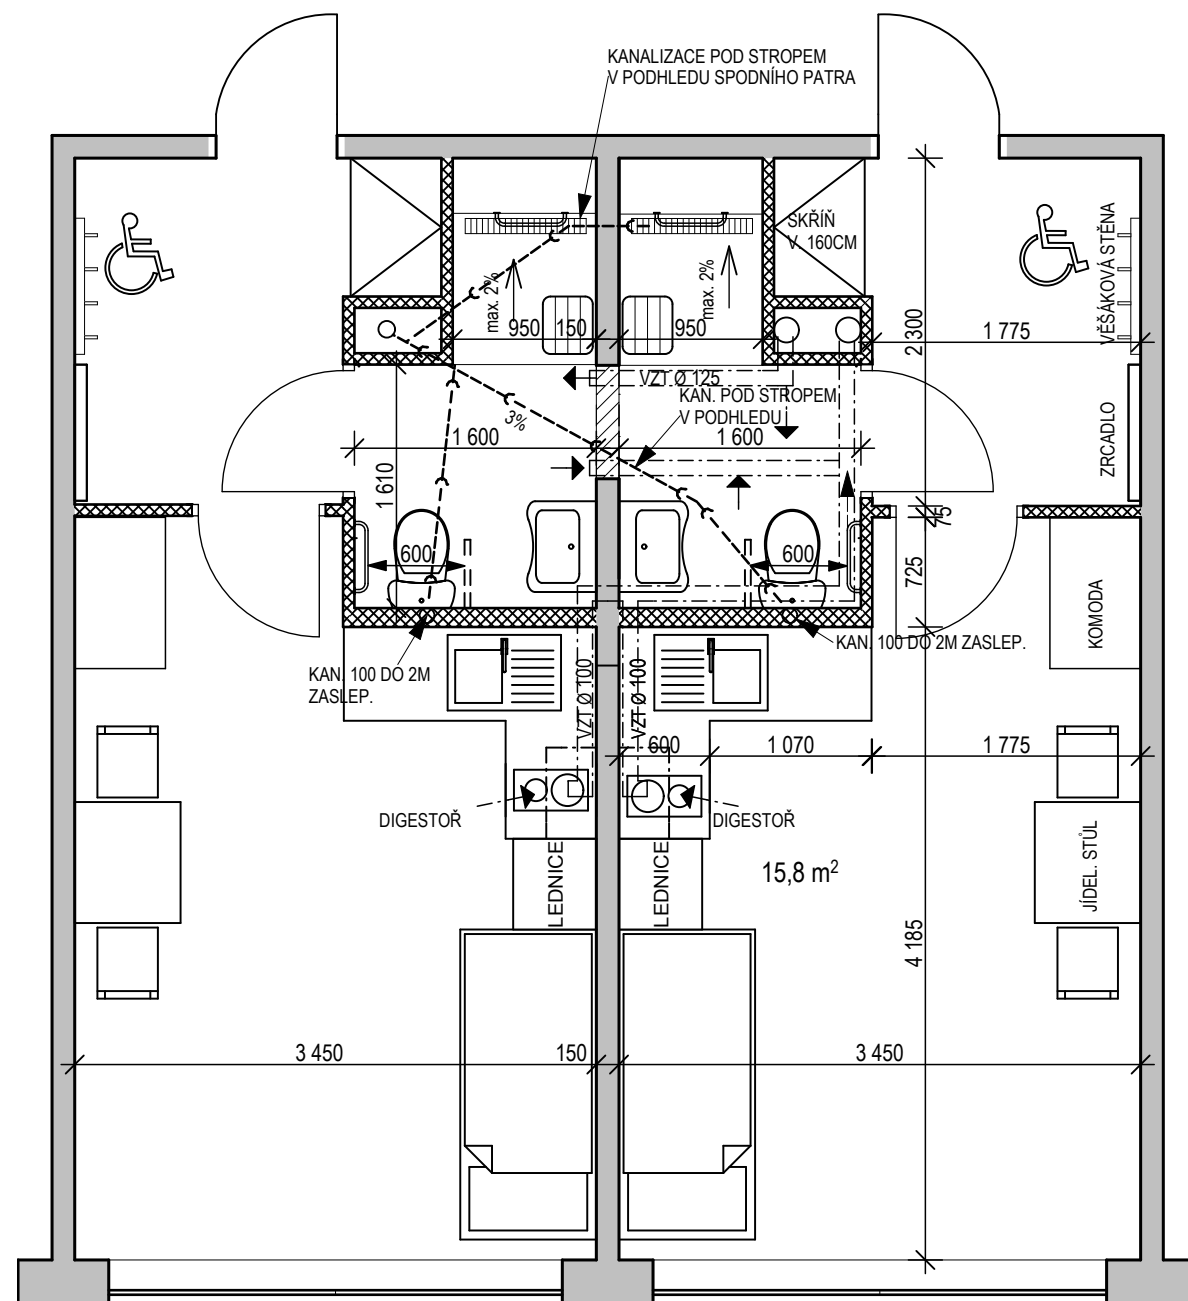 KANALIZACE POD STROPEM
V PODHLEDU SPODNÍHO PATRA
SKŘÍŇ
V. 160CM
VĚŠÁKOVÁ STĚNA
max. 2%
max. 2%
950
150
950
2 300
1 775
VZT Ø 125
KAN. POD STROPEM
V PODHLEDU
3%
1 600
1 600
ZRCADLO
1 610
75
600
600
725
KOMODA
KAN. 100 DO 2M
ZASLEP.
KAN. 100 DO 2M ZASLEP.
VZT Ø 100
VZT Ø 100
600
1 070
1 775
DIGESTOŘ
DIGESTOŘ
LEDNICE
LEDNICE
15,8 m²
JÍDEL. STŮL
4 185
3 450
150
3 450